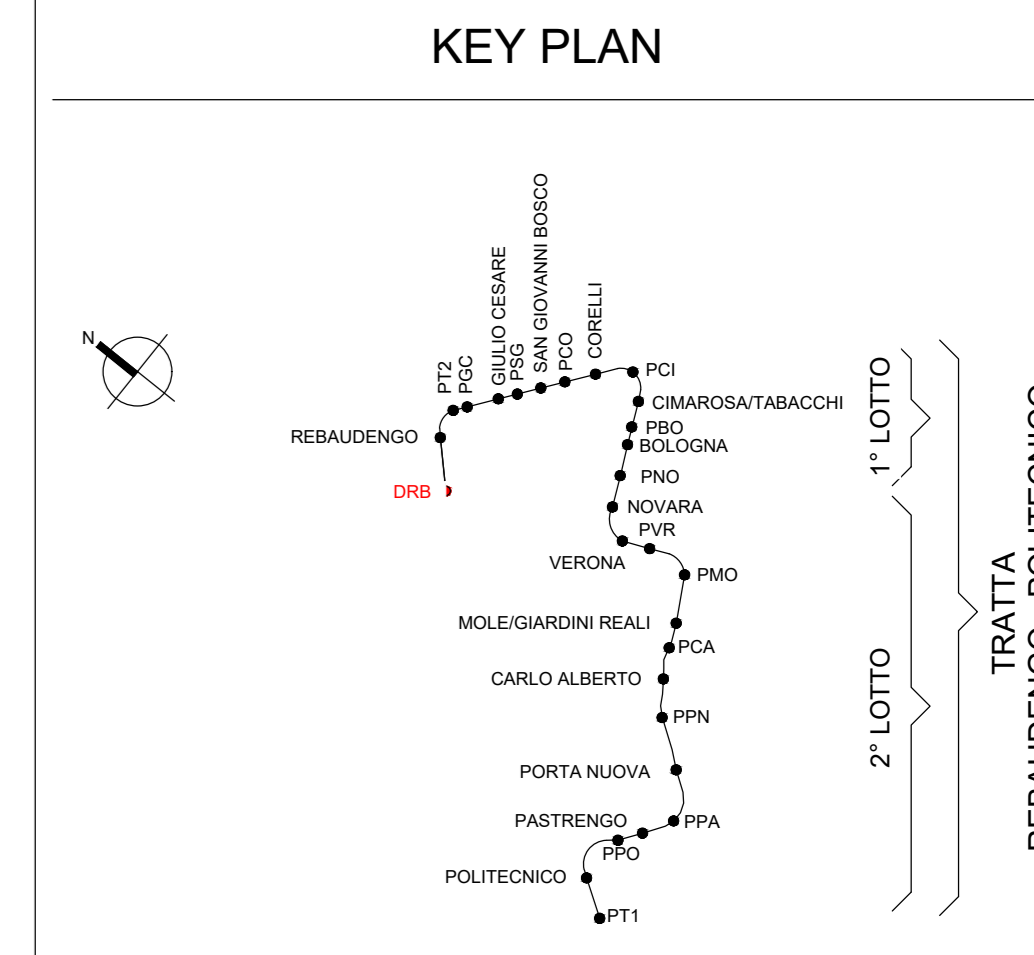 KEY PLAN
N
DRB
REBAUDENGO
PT2
PGC
GIULIO CESARE
PSG
SAN GIOVANNI BOSCO
PCO
CORELLI
PCI
CIMAROSA/TABACCHI
PBO
BOLOGNA
PNO
NOVARA
PVR
VERONA
PMO
MOLE/GIARDINI REALI
PCA
CARLO ALBERTO
PPN
PORTA NUOVA
PPA
PASTRENGO
PPO
POLITECNICO
PT1
1° LOTTO
2° LOTTO
TRATTA
REBAUDENGO - POLITECNICO